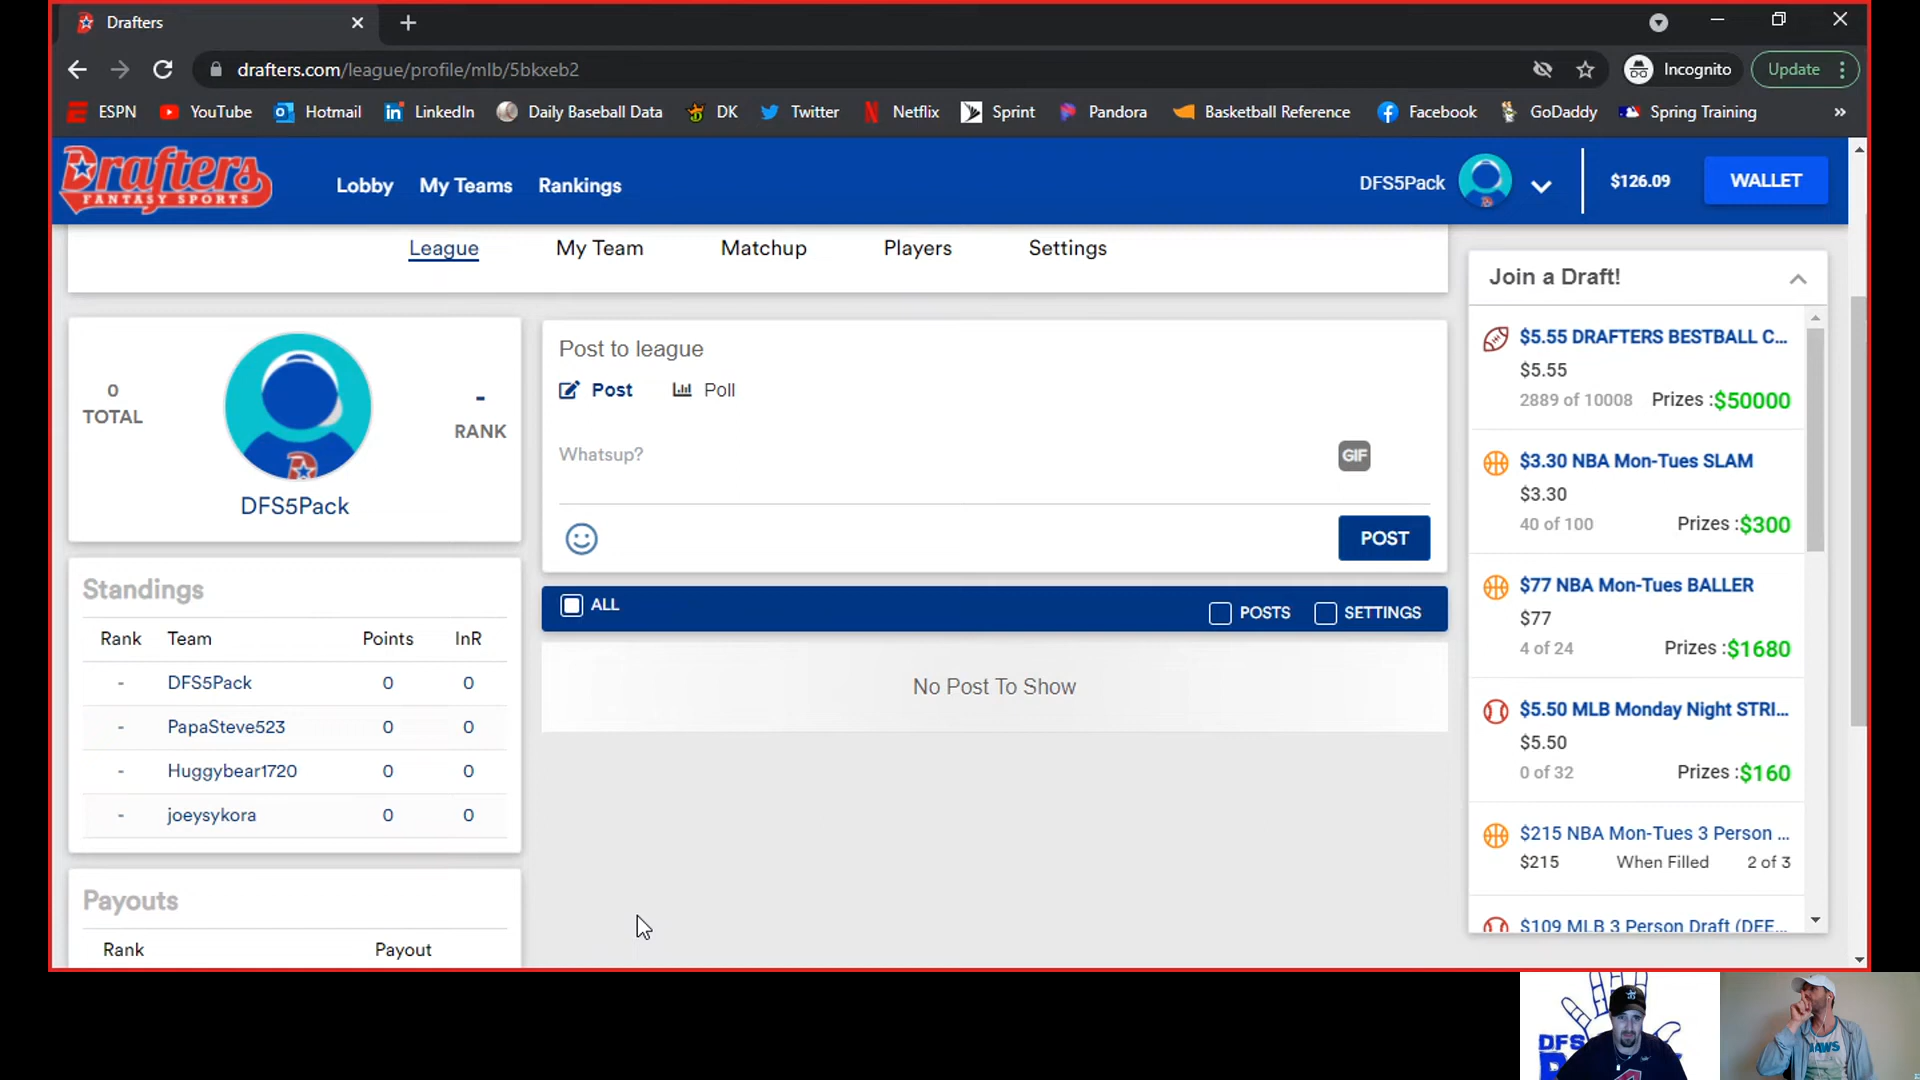 Drafters
drafters.com/league/profile/mlb/5bkxeb2
Incognito
Update
ESPN
YouTube
Hotmail
LinkedIn
Daily Baseball Data
DK
Twitter
Netflix
Sprint
Pandora
Basketball Reference
Facebook
GoDaddy
Spring Training
»
Drafters
FANTASY SPORTS
Lobby
My Teams
Rankings
DFS5Pack
$126.09
WALLET
League
My Team
Matchup
Players
Settings
0
TOTAL
-
RANK
DFS5Pack
Standings
Rank Team Points InR
- DFS5Pack 0 0
- PapaSteve523 0 0
- Huggybear1720 0 0
- joeysykora 0 0
Payouts
Rank Payout
Post to league
Post
Poll
Whatsup?
GIF
POST
ALL
POSTS
SETTINGS
No Post To Show
Join a Draft!
$5.55 DRAFTERS BESTBALL C...
$5.55
2889 of 10008 Prizes :$50000
$3.30 NBA Mon-Tues SLAM
$3.30
40 of 100 Prizes :$300
$77 NBA Mon-Tues BALLER
$77
4 of 24 Prizes :$1680
$5.50 MLB Monday Night STRI...
$5.50
0 of 32 Prizes :$160
$215 NBA Mon-Tues 3 Person ...
$215 When Filled 2 of 3
$109 MLB 3 Person Draft (DEE...
DFS